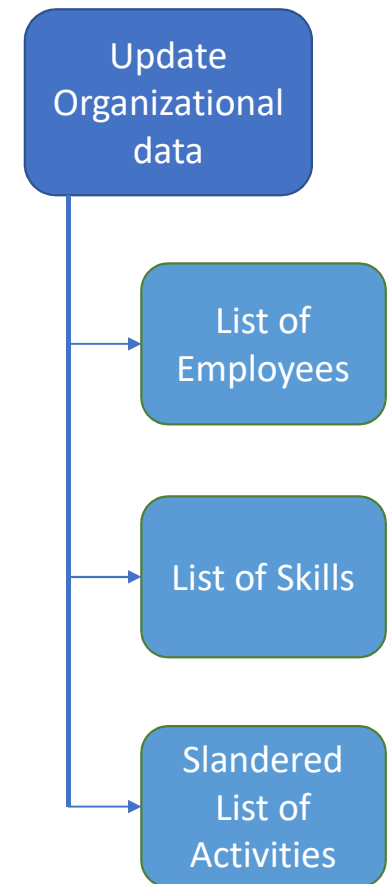 Update
Organizational
data
List of
Employees
List of Skills
Slandered
List of
Activities